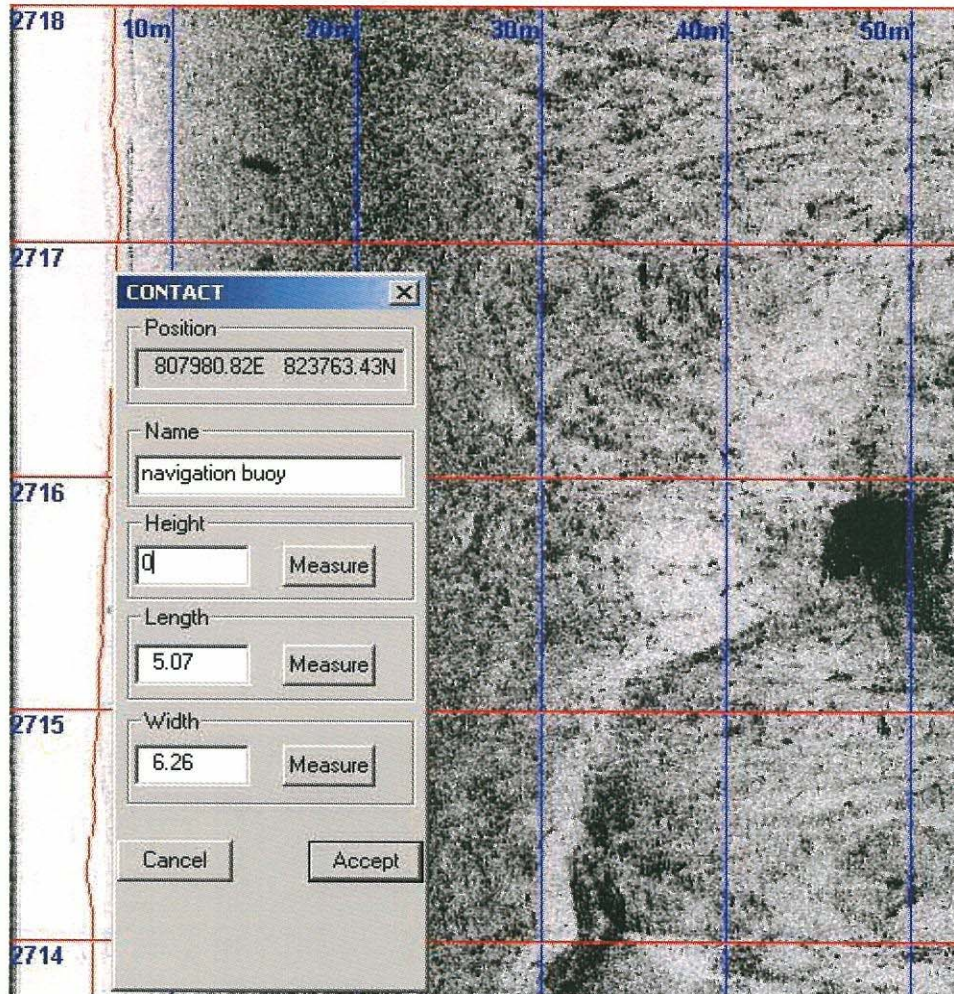 2718
10m 20m 30m 40m 50m
2717
CONTACT
Position
807980.82E 823763.43N
Name
navigation buoy
2716
Height
0
Measure
Length
5.07
Measure
2715
Width
6.26
Measure
Cancel
Accept
2714